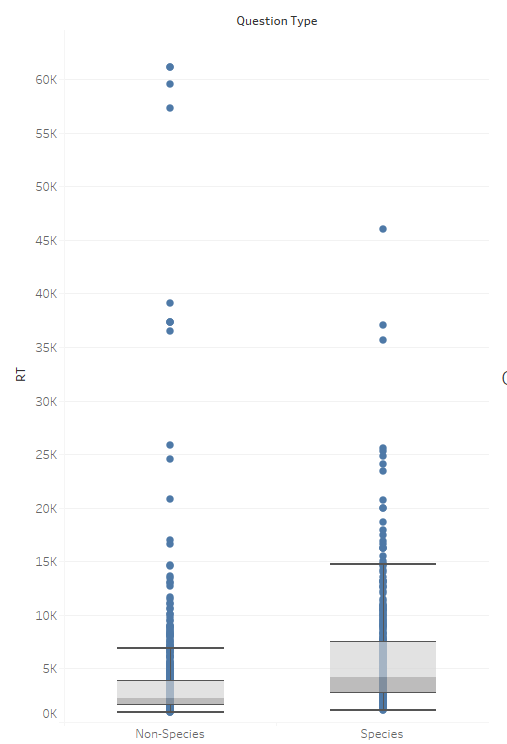 Question Type
60K
55K
50K
45K
40K
35K
30K
25K
20K
15K
10K
5K
0K
RT
Non-Species
Species